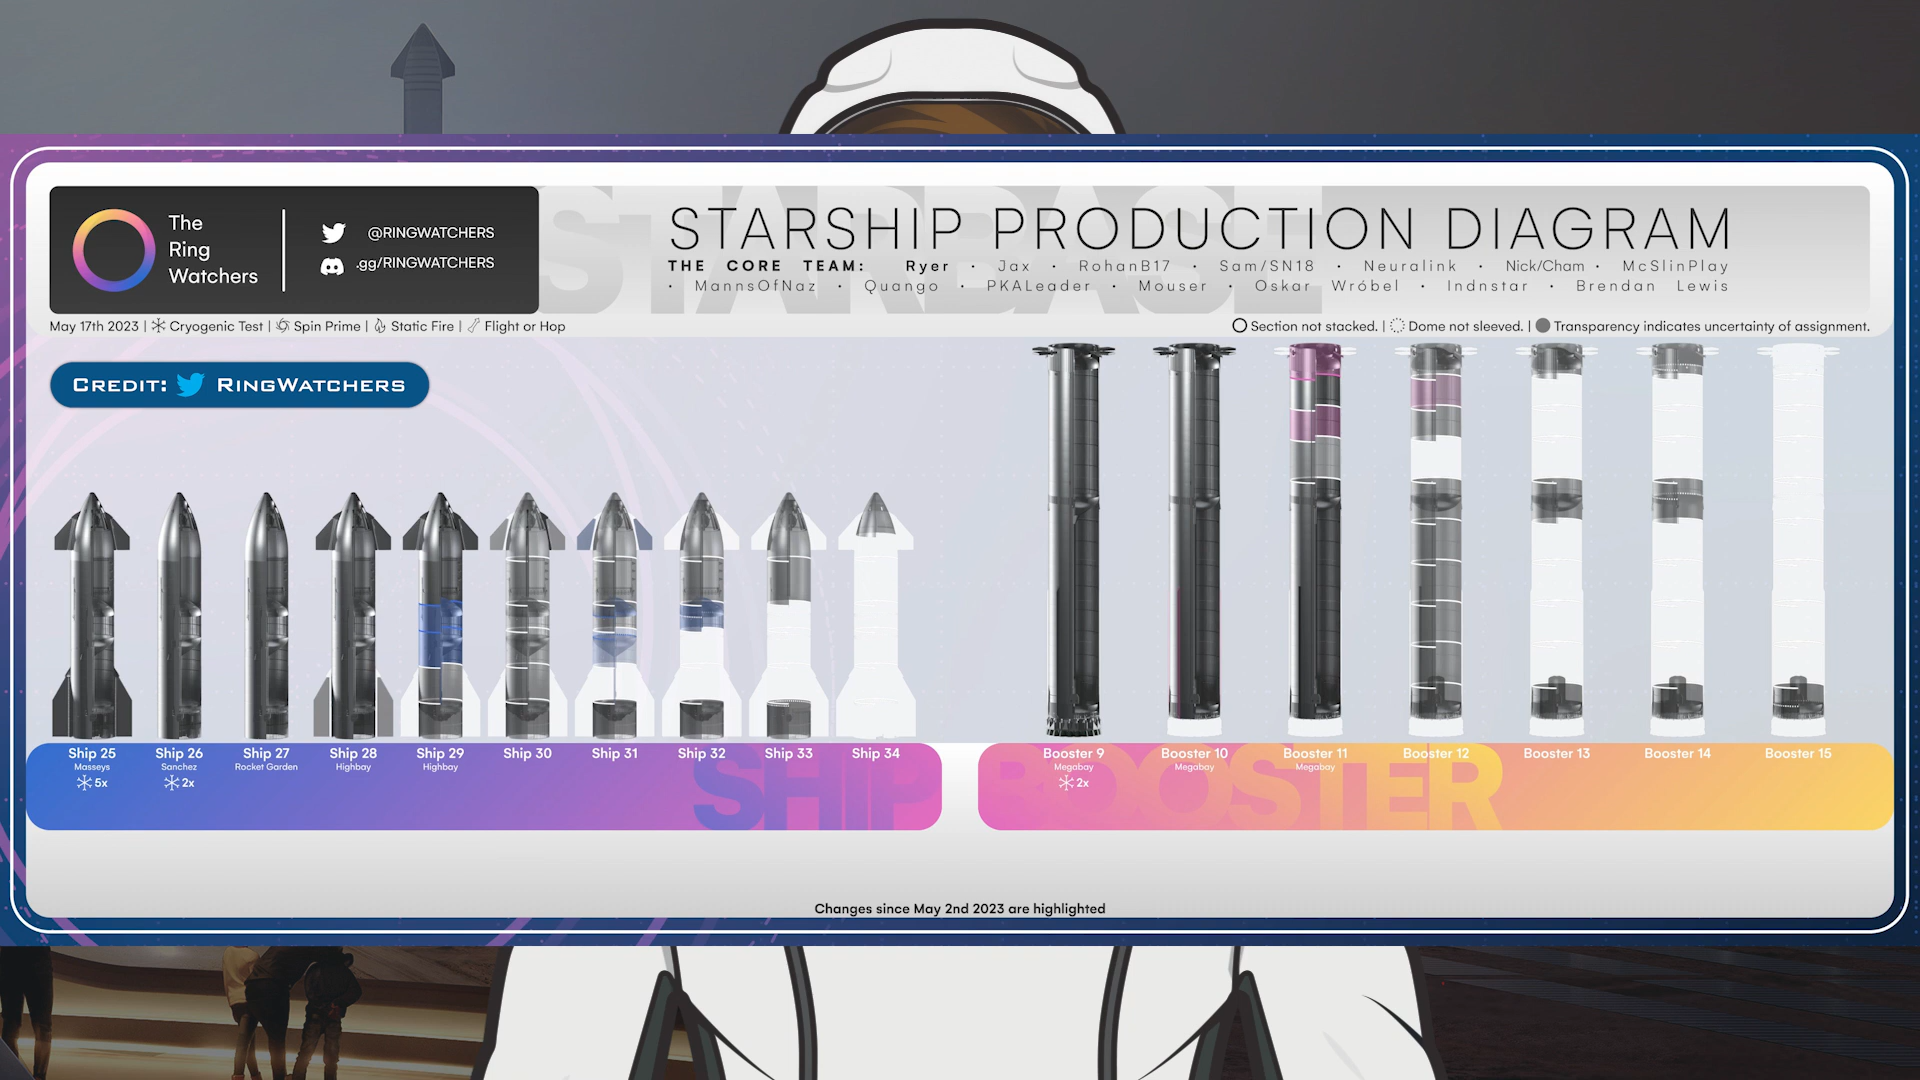 The
Ring
Watchers
@RINGWATCHERS
.gg/RINGWATCHERS
STARBASE
STARSHIP PRODUCTION DIAGRAM
THE CORE TEAM: Ryer · Jax · RohanB17 · Sam/SN18 · Neuralink · Nick/Cham · McSlinPlay
· MannsOfNaz · Quango · PKALeader · Mouser · Oskar Wróbel · Indnstar · Brendan Lewis
May 17th 2023 | Cryogenic Test | Spin Prime | Static Fire | Flight or Hop
Section not stacked. | Dome not sleeved. | Transparency indicates uncertainty of assignment.
CREDIT: RINGWATCHERS
Ship 25 Ship 26 Ship 27 Ship 28 Ship 29 Ship 30 Ship 31 Ship 32 Ship 33 Ship 34
Masseys Sanchez Rocket Garden Highbay Highbay
5x 2x
SHIP
Booster 9 Booster 10 Booster 11 Booster 12 Booster 13 Booster 14 Booster 15
Megabay Megabay Megabay
2x
BOOSTER
Changes since May 2nd 2023 are highlighted